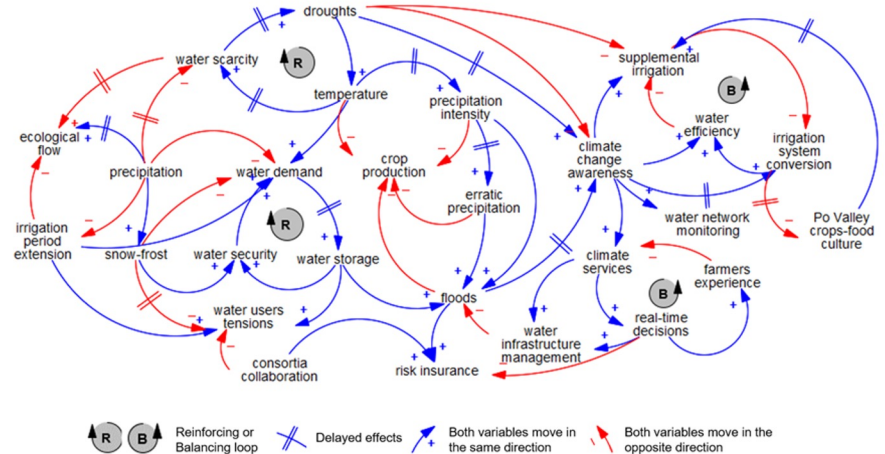 droughts
water scarcity
R
supplemental
irrigation
temperature
precipitation
intensity
B
water
efficiency
ecological
flow
irrigation
system
conversion
climate
change
awareness
crop
production
precipitation
water demand
erratic
precipitation
water network
monitoring
Po Valley
crops-food
culture
irrigation
period
extension
R
snow-frost
water security
water storage
climate
services
farmers
experience
B
floods
real-time
decisions
water users
tensions
water
infrastructure
management
consortia
collaboration
risk insurance
R
B
Reinforcing or
Balancing loop
Delayed effects
+
Both variables move in
the same direction
-
Both variables move in the
opposite direction